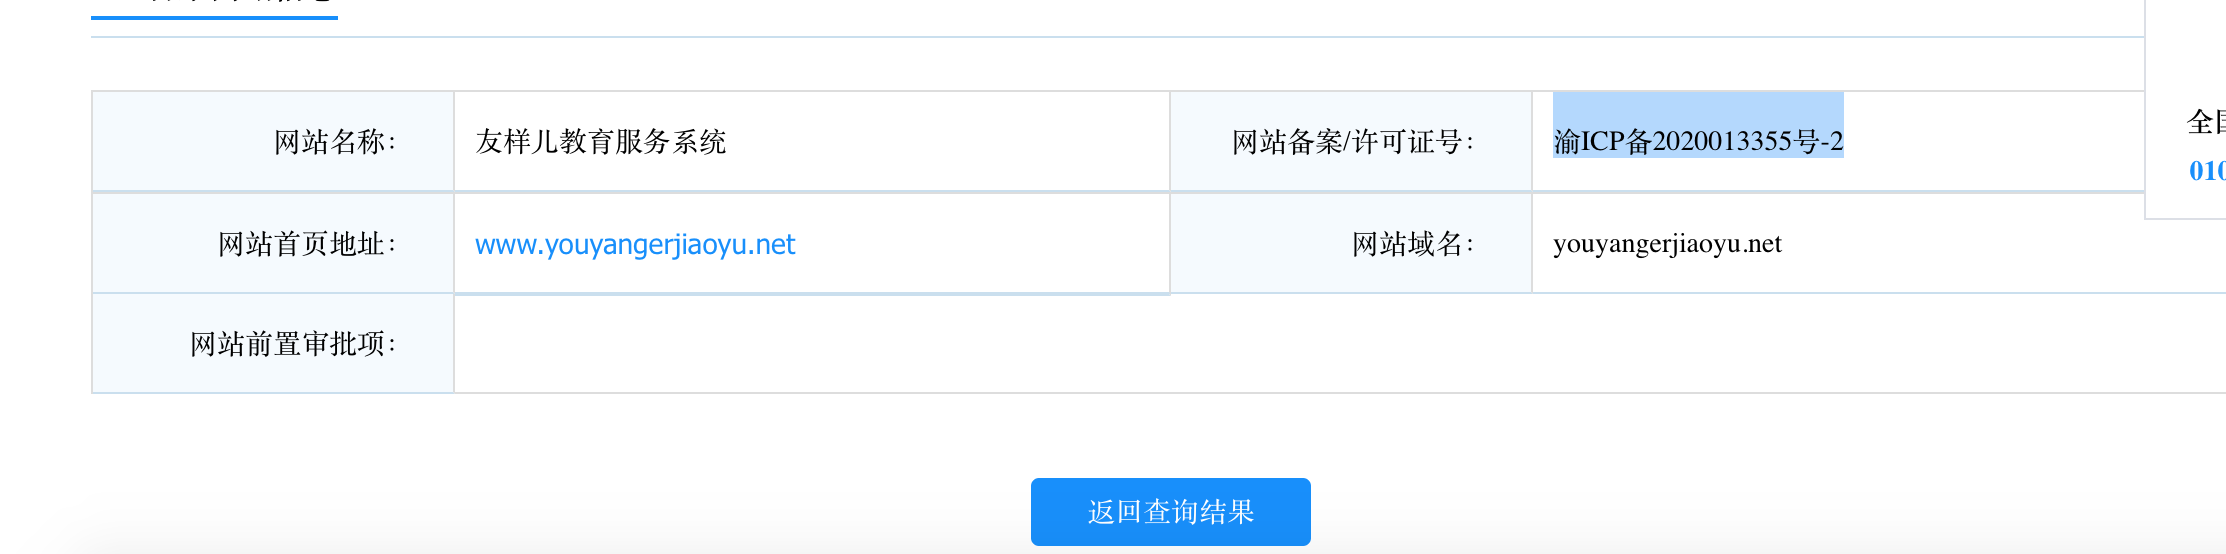 网站名称：
友样儿教育服务系统
网站备案/许可证号：
渝ICP备2020013355号-2
全国
010
网站首页地址：
www.youyangerjiaoyu.net
网站域名：
youyangerjiaoyu.net
网站前置审批项：
返回查询结果